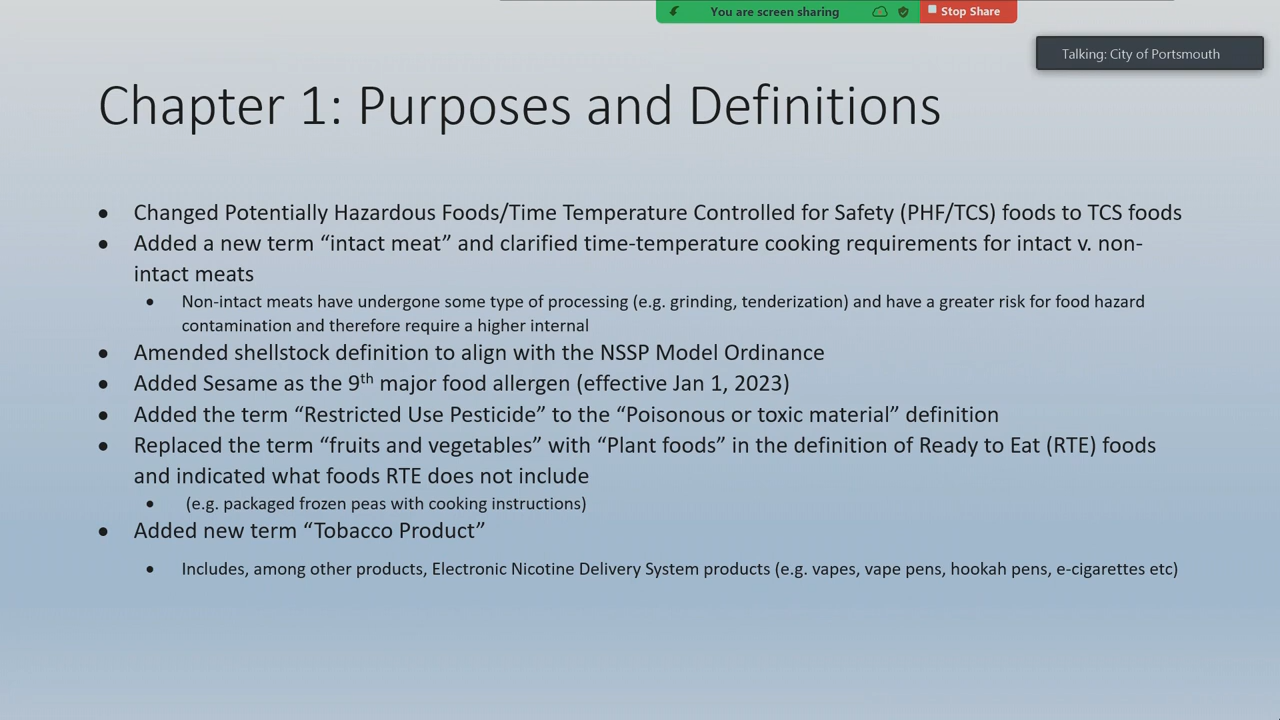 You are screen sharing
Stop Share
Talking: City of Portsmouth
Chapter 1: Purposes and Definitions
• Changed Potentially Hazardous Foods/Time Temperature Controlled for Safety (PHF/TCS) foods to TCS foods
• Added a new term “intact meat” and clarified time-temperature cooking requirements for intact v. non-
intact meats
• Non-intact meats have undergone some type of processing (e.g. grinding, tenderization) and have a greater risk for food hazard
contamination and therefore require a higher internal
• Amended shellstock definition to align with the NSSP Model Ordinance
• Added Sesame as the 9th major food allergen (effective Jan 1, 2023)
• Added the term “Restricted Use Pesticide” to the “Poisonous or toxic material” definition
• Replaced the term “fruits and vegetables” with “Plant foods” in the definition of Ready to Eat (RTE) foods
and indicated what foods RTE does not include
• (e.g. packaged frozen peas with cooking instructions)
• Added new term “Tobacco Product”
• Includes, among other products, Electronic Nicotine Delivery System products (e.g. vapes, vape pens, hookah pens, e-cigarettes etc)